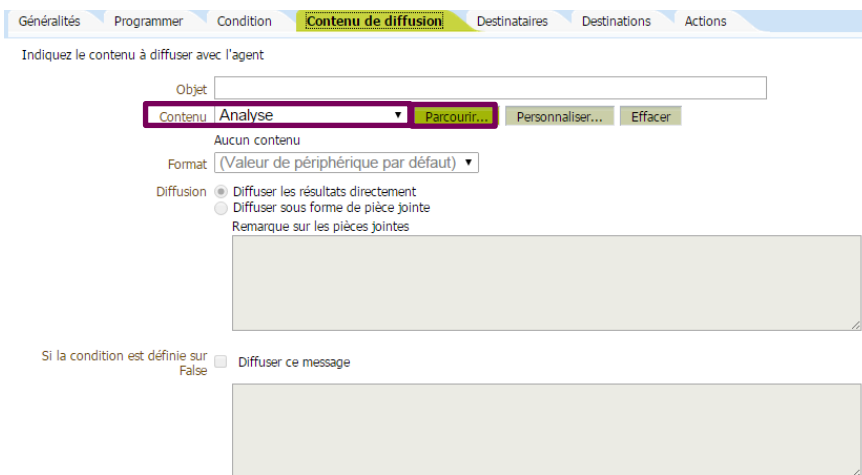 Généralités Programmer Condition Contenu de diffusion Destinataires Destinations Actions
Indiquez le contenu à diffuser avec l'agent
Objet
Contenu Analyse Parcourir... Personnaliser... Effacer
Aucun contenu
Format (Valeur de périphérique par défaut)
Diffusion Diffuser les résultats directement
Diffuser sous forme de pièce jointe
Remarque sur les pièces jointes
Si la condition est définie sur
False Diffuser ce message